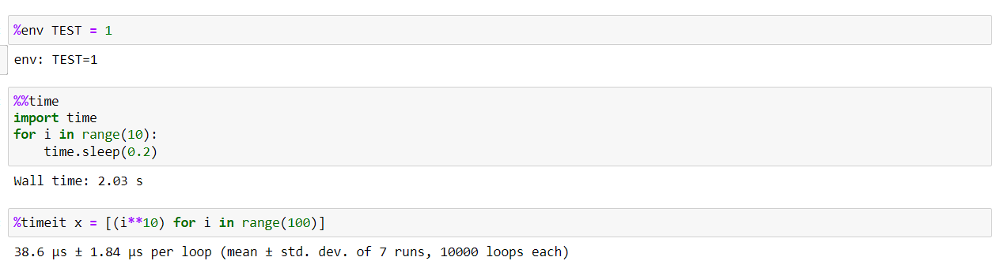 %env TEST = 1
env: TEST=1
%%time
import time
for i in range(10):
    time.sleep(0.2)
Wall time: 2.03 s
%timeit x = [(i**10) for i in range(100)]
38.6 µs ± 1.84 µs per loop (mean ± std. dev. of 7 runs, 10000 loops each)